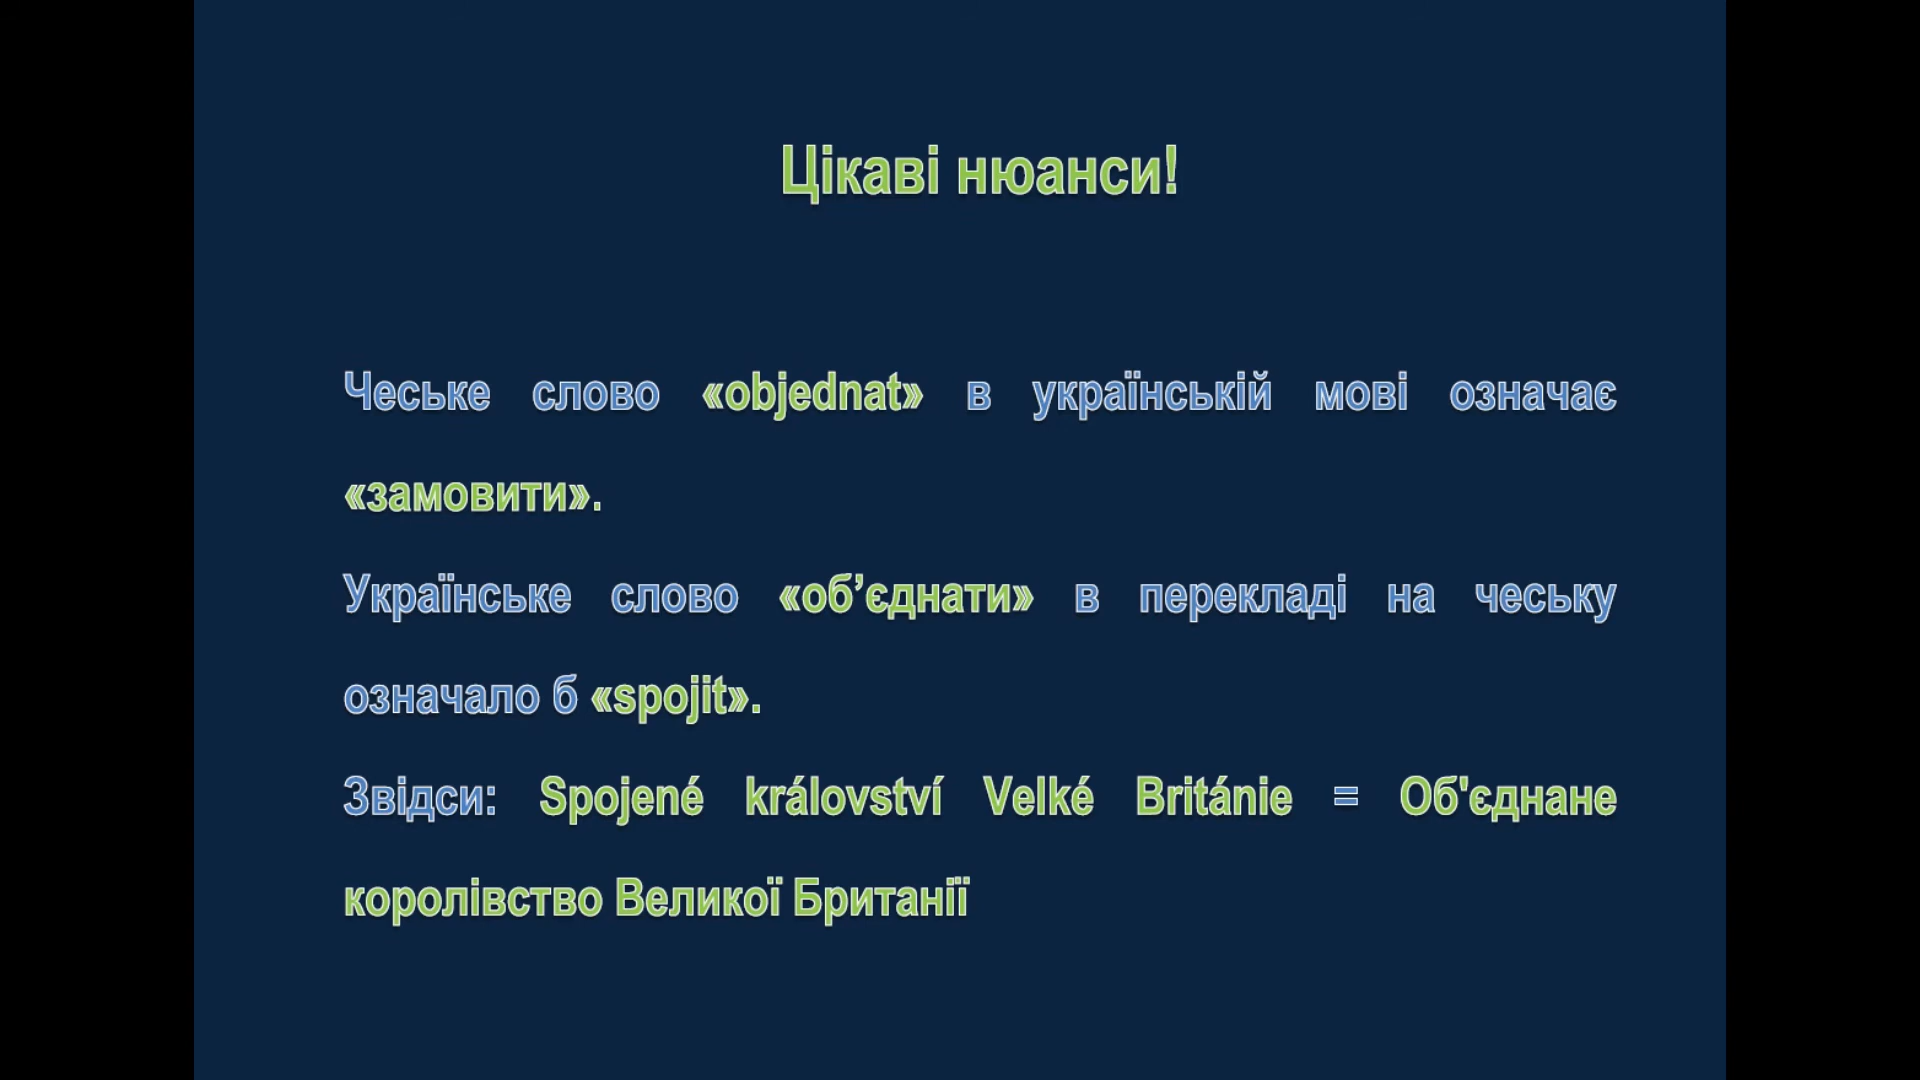 Цікаві нюанси!
Чеське слово «objednat» в українській мові означає
«замовити».
Українське слово «об’єднати» в перекладі на чеську
означало б «spojit».
Звідси: Spojené království Velké Británie = Об'єднане
королівство Великої Британії